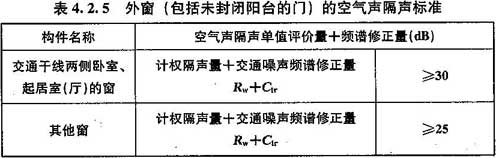 表 4.2.5 外窗(包括未封闭阳台的门)的空气声隔声标准
构件名称 空气声隔声单值评价量＋频谱修正量(dB)
交通干线两侧卧室、
起居室(厅)的窗
计权隔声量＋交通噪声频谱修正量
Rw＋Ctr
≥30
其他窗
计权隔声量＋交通噪声频谱修正量
Rw＋Ctr
≥25